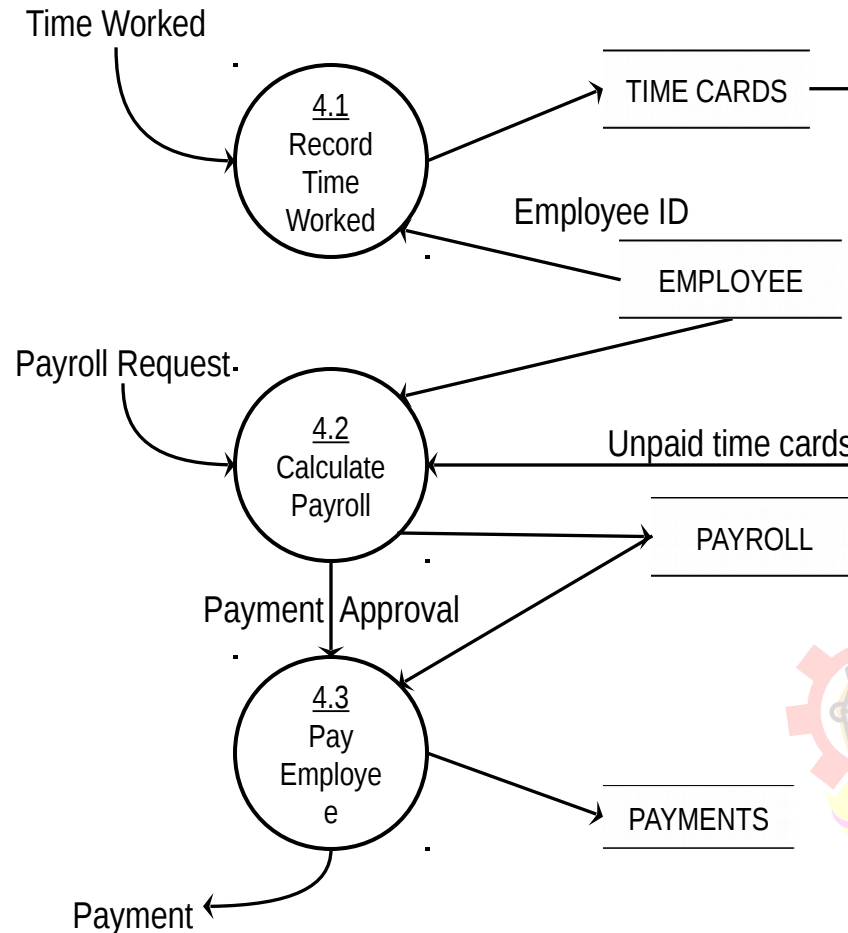 Time Worked
TIME CARDS
4.1
Record
Time
Worked
Employee ID
EMPLOYEE
Payroll Request
4.2
Calculate
Payroll
Unpaid time cards
PAYROLL
Payment Approval
4.3
Pay
Employe
e
PAYMENTS
Payment